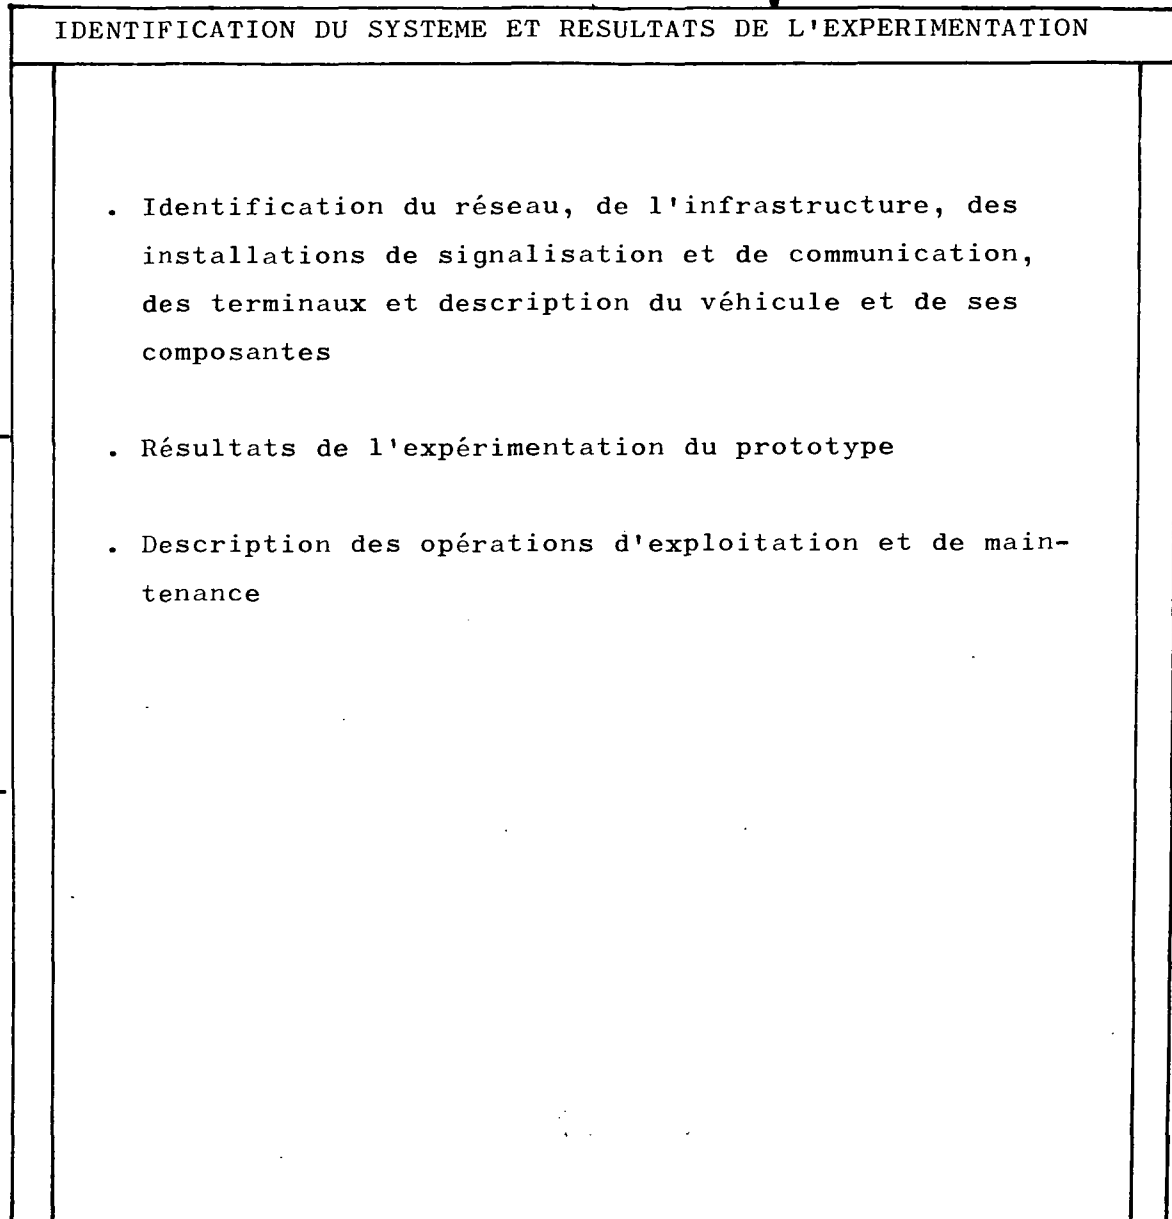 IDENTIFICATION DU SYSTEME ET RESULTATS DE L'EXPERIMENTATION
. Identification du réseau, de l'infrastructure, des
installations de signalisation et de communication,
des terminaux et description du véhicule et de ses
composantes
. Résultats de l'expérimentation du prototype
. Description des opérations d'exploitation et de main-
tenance